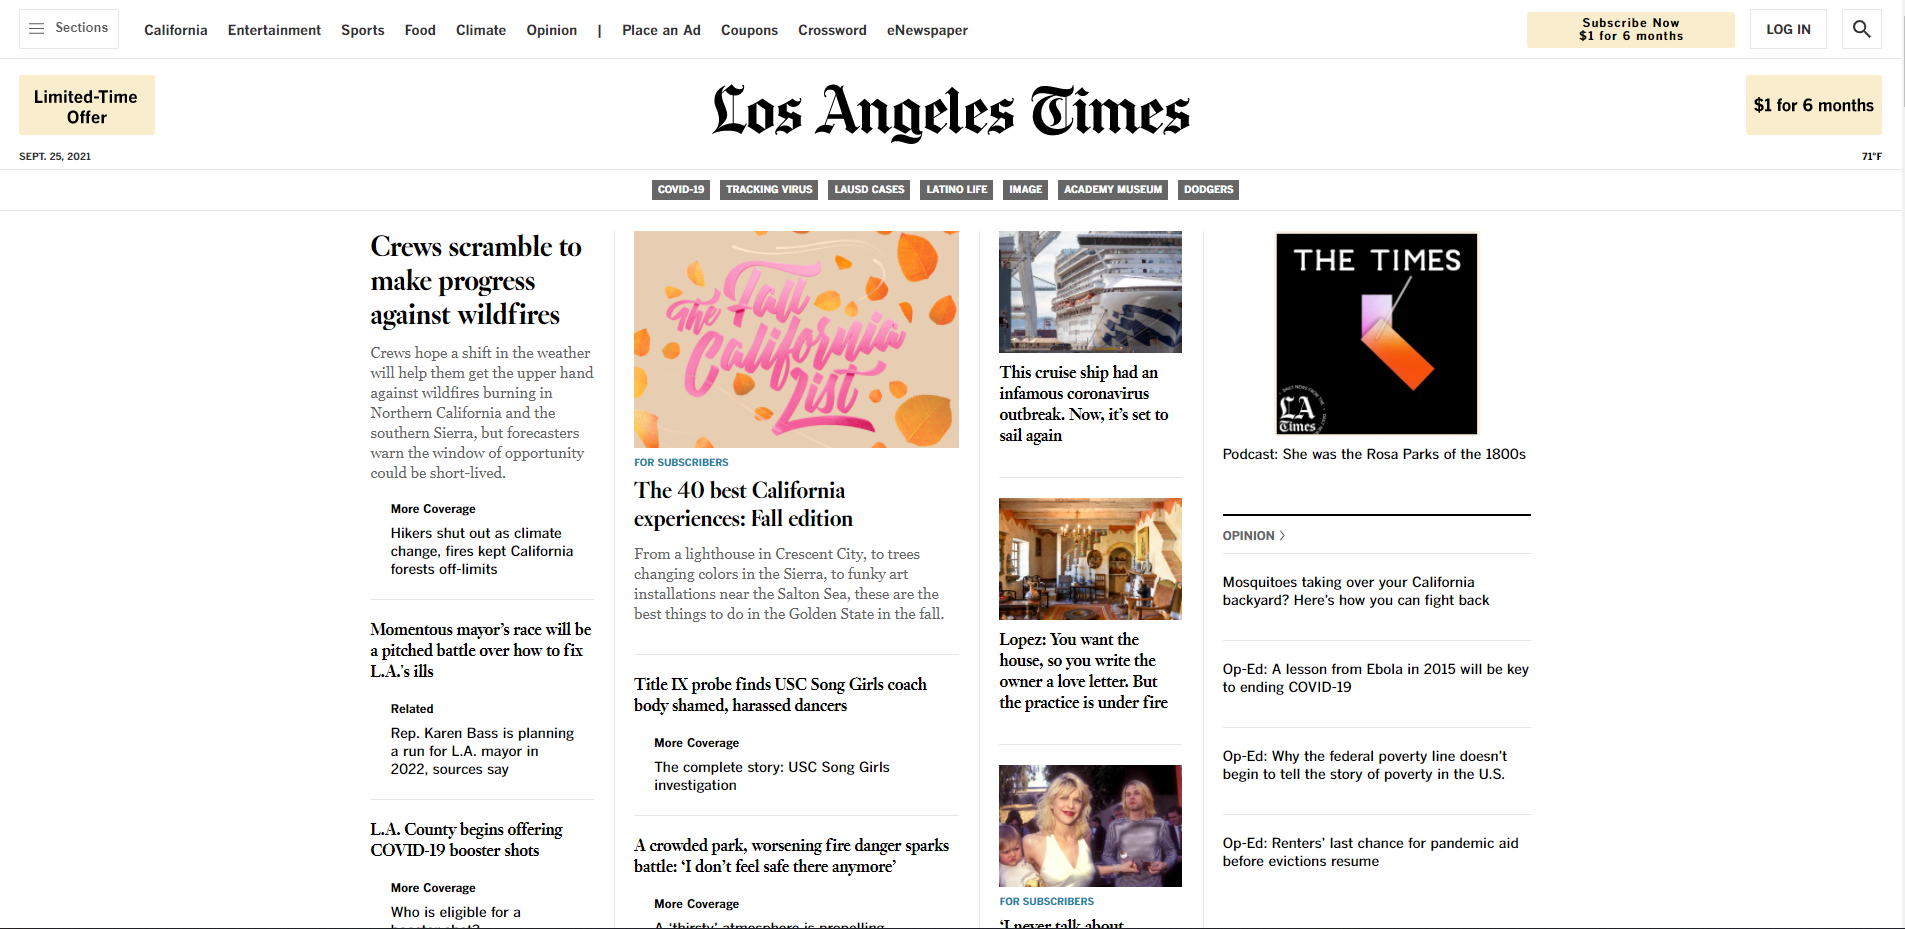 Sections
California
Entertainment
Sports
Food
Climate
Opinion
|
Place an Ad
Coupons
Crossword
eNewspaper
Subscribe Now
$1 for 6 months
LOG IN
Limited-Time
Offer
Los Angeles Times
$1 for 6 months
SEPT. 25, 2021
71°F
COVID-19
TRACKING VIRUS
LAUSD CASES
LATINO LIFE
IMAGE
ACADEMY MUSEUM
DODGERS
Crews scramble to
make progress
against wildfires
Crews hope a shift in the weather
will help them get the upper hand
against wildfires burning in
Northern California and the
southern Sierra, but forecasters
warn the window of opportunity
could be short-lived.
More Coverage
Hikers shut out as climate
change, fires kept California
forests off-limits
Momentous mayor's race will be
a pitched battle over how to fix
L.A.'s ills
Related
Rep. Karen Bass is planning
a run for L.A. mayor in
2022, sources say
L.A. County begins offering
COVID-19 booster shots
More Coverage
Who is eligible for a
booster shot?
The Fall
California
List
FOR SUBSCRIBERS
The 40 best California
experiences: Fall edition
From a lighthouse in Crescent City, to trees
changing colors in the Sierra, to funky art
installations near the Salton Sea, these are the
best things to do in the Golden State in the fall.
Title IX probe finds USC Song Girls coach
body shamed, harassed dancers
More Coverage
The complete story: USC Song Girls
investigation
A crowded park, worsening fire danger sparks
battle: ‘I don’t feel safe there anymore’
More Coverage
A ‘thirsty’ atmosphere is propelling
This cruise ship had an
infamous coronavirus
outbreak. Now, it’s set to
sail again
Lopez: You want the
house, so you write the
owner a love letter. But
the practice is under fire
FOR SUBSCRIBERS
‘I never talk about
THE TIMES
LA
Times
Podcast: She was the Rosa Parks of the 1800s
OPINION >
Mosquitoes taking over your California
backyard? Here’s how you can fight back
Op-Ed: A lesson from Ebola in 2015 will be key
to ending COVID-19
Op-Ed: Why the federal poverty line doesn’t
begin to tell the story of poverty in the U.S.
Op-Ed: Renters’ last chance for pandemic aid
before evictions resume